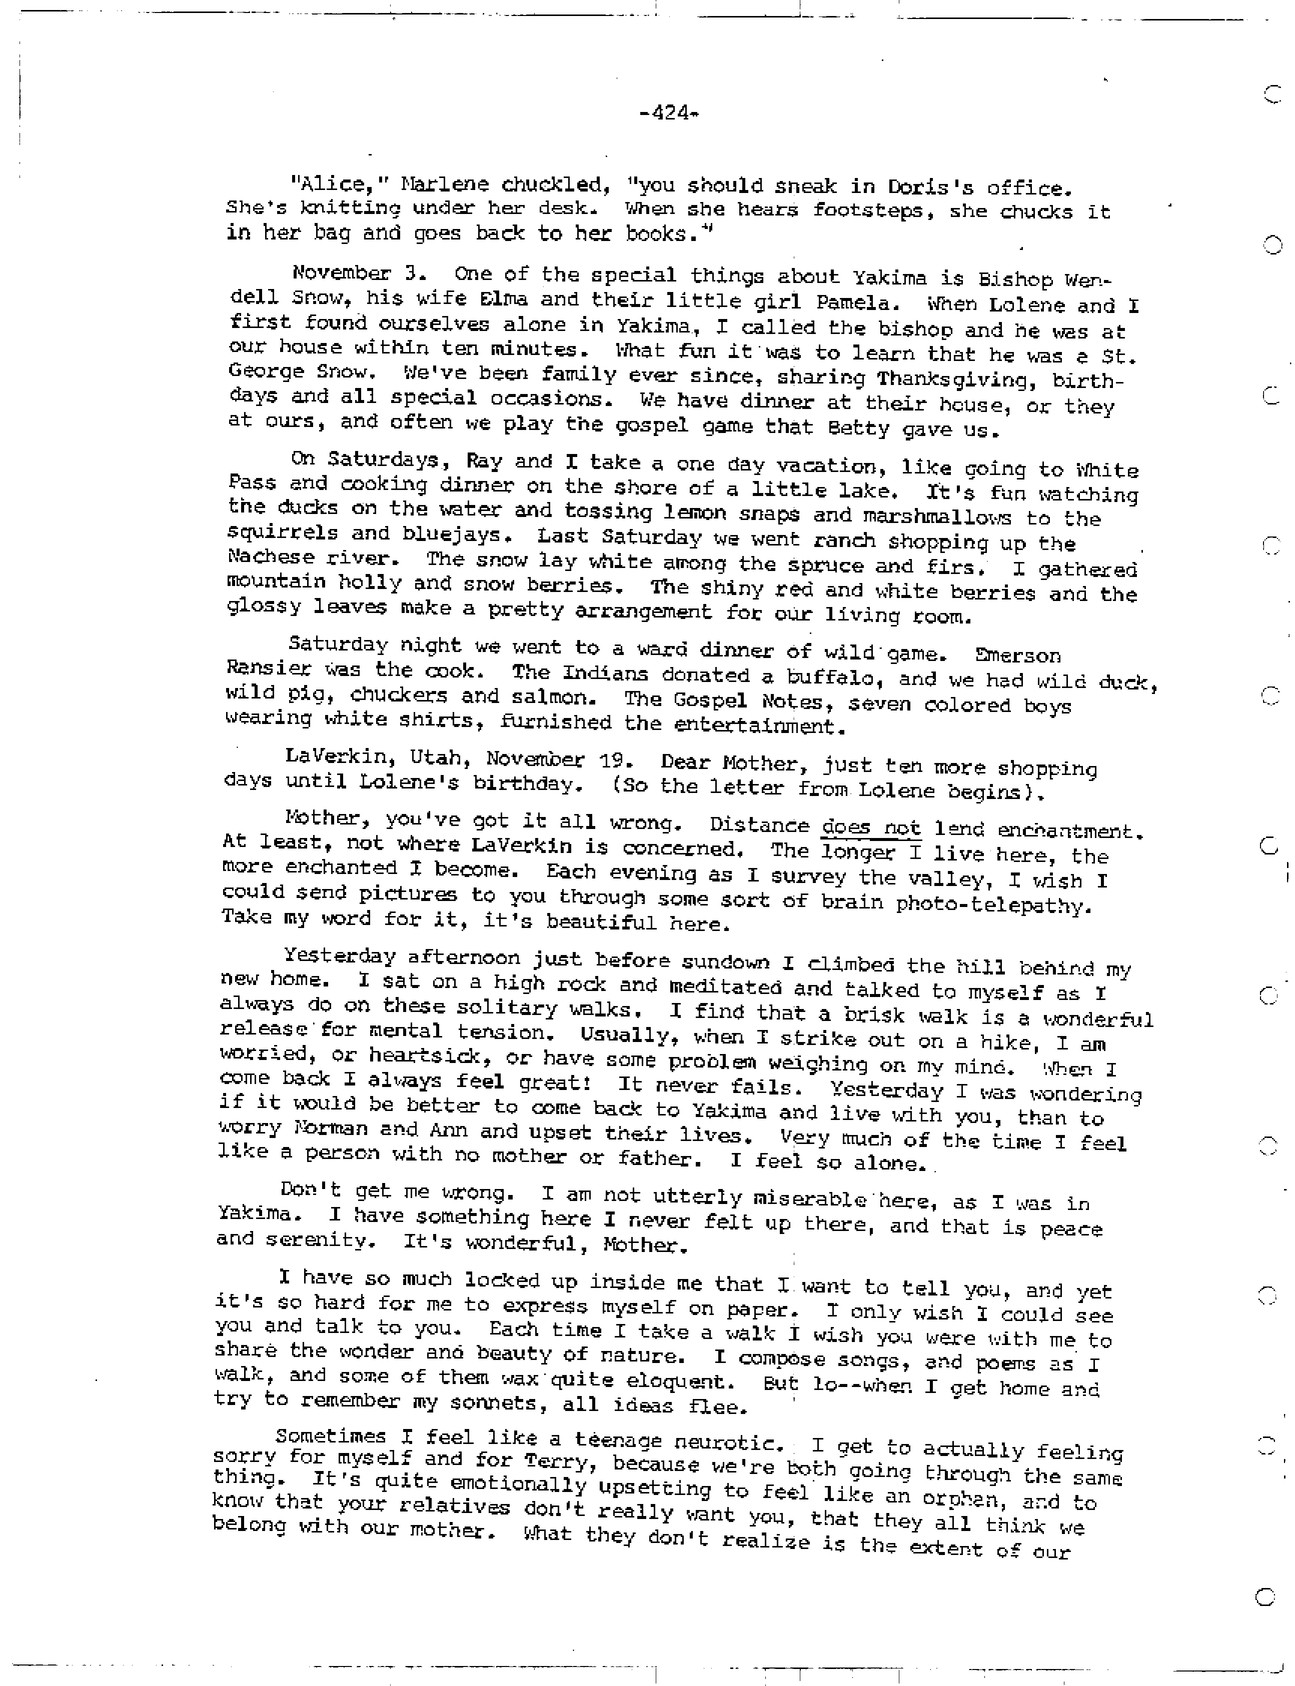 -424-
"Alice," Marlene chuckled, "you should sneak in Doris's office.
She's knitting under her desk. When she hears footsteps, she chucks it
in her bag and goes back to her books."
November 3. One of the special things about Yakima is Bishop Wen-
dell Snow, his wife Elma and their little girl Pamela. When Lolene and I
first found ourselves alone in Yakima, I called the bishop and he was at
our house within ten minutes. What fun it was to learn that he was a St.
George Snow. We've been family ever since, sharing Thanksgiving, birth-
days and all special occasions. We have dinner at their house, or they
at ours, and often we play the gospel game that Betty gave us.
On Saturdays, Ray and I take a one day vacation, like going to White
Pass and cooking dinner on the shore of a little lake. It's fun watching
the ducks on the water and tossing lemon snaps and marshmallows to the
squirrels and bluejays. Last Saturday we went ranch shopping up the
Nachese river. The snow lay white among the spruce and firs. I gathered
mountain holly and snow berries. The shiny red and white berries and the
glossy leaves make a pretty arrangement for our living room.
Saturday night we went to a ward dinner of wild game. Emerson
Ransier was the cook. The Indians donated a buffalo, and we had wild duck,
wild pig, chuckers and salmon. The Gospel Notes, seven colored boys
wearing white shirts, furnished the entertainment.
LaVerkin, Utah, November 19. Dear Mother, just ten more shopping
days until Lolene's birthday. (So the letter from Lolene begins).
Mother, you've got it all wrong. Distance does not lend enchantment.
At least, not where LaVerkin is concerned. The longer I live here, the
more enchanted I become. Each evening as I survey the valley, I wish I
could send pictures to you through some sort of brain photo-telepathy.
Take my word for it, it's beautiful here.
Yesterday afternoon just before sundown I climbed the hill behind my
new home. I sat on a high rock and meditated and talked to myself as I
always do on these solitary walks. I find that a brisk walk is a wonderful
release for mental tension. Usually, when I strike out on a hike, I am
worried, or heartsick, or have some problem weighing on my mind. When I
come back I always feel great! It never fails. Yesterday I was wondering
if it would be better to come back to Yakima and live with you, than to
worry Norman and Ann and upset their lives. Very much of the time I feel
like a person with no mother or father. I feel so alone.
Don't get me wrong. I am not utterly miserable here, as I was in
Yakima. I have something here I never felt up there, and that is peace
and serenity. It's wonderful, Mother.
I have so much locked up inside me that I want to tell you, and yet
it's so hard for me to express myself on paper. I only wish I could see
you and talk to you. Each time I take a walk I wish you were with me to
share the wonder and beauty of nature. I compose songs, and poems as I
walk, and some of them wax quite eloquent. But lo--when I get home and
try to remember my sonnets, all ideas flee.
Sometimes I feel like a teenage neurotic. I get to actually feeling
sorry for myself and for Terry, because we're both going through the same
thing. It's quite emotionally upsetting to feel like an orphan, and to
know that your relatives don't really want you, that they all think we
belong with our mother. What they don't realize is the extent of our